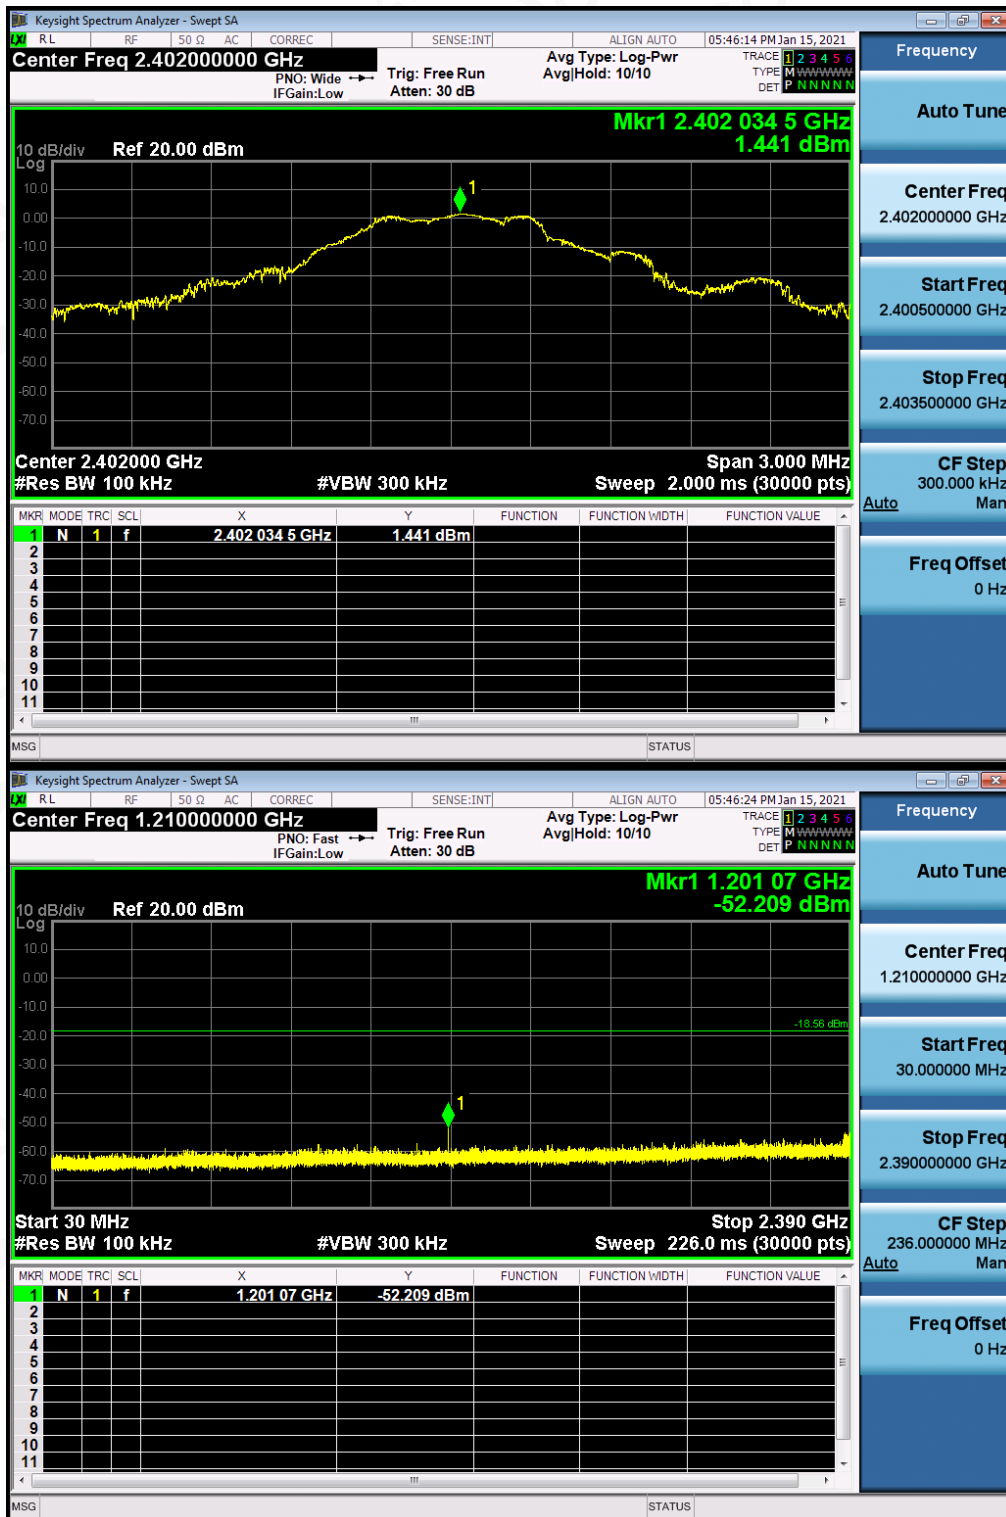 Keysight Spectrum Analyzer - Swept SA
LXI RL RF 50 Ω AC CORREC SENSE:INT ALIGN AUTO 05:46:14 PM Jan 15, 2021
Center Freq 2.402000000 GHz
PNO: Wide
IFGain:Low
Trig: Free Run
Atten: 30 dB
Avg Type: Log-Pwr
Avg|Hold: 10/10
TRACE 1 2 3 4 5 6
TYPE M WWWWW
DET P N N N N N
Mkr1 2.402 034 5 GHz
1.441 dBm
10 dB/div Ref 20.00 dBm
Log
10.0
0.00
-10.0
-20.0
-30.0
-40.0
-50.0
-60.0
-70.0
1
Center 2.402000 GHz Span 3.000 MHz
#Res BW 100 kHz #VBW 300 kHz Sweep 2.000 ms (30000 pts)
MKR MODE TRC SCL X Y FUNCTION FUNCTION WIDTH FUNCTION VALUE
1 N 1 f 2.402 034 5 GHz 1.441 dBm
2
3
4
5
6
7
8
9
10
11
MSG STATUS
Frequency
Auto Tune
Center Freq
2.402000000 GHz
Start Freq
2.400500000 GHz
Stop Freq
2.403500000 GHz
CF Step
300.000 kHz
Auto Man
Freq Offset
0 Hz
Keysight Spectrum Analyzer - Swept SA
LXI RL RF 50 Ω AC CORREC SENSE:INT ALIGN AUTO 05:46:24 PM Jan 15, 2021
Center Freq 1.210000000 GHz
PNO: Fast
IFGain:Low
Trig: Free Run
Atten: 30 dB
Avg Type: Log-Pwr
Avg|Hold: 10/10
TRACE 1 2 3 4 5 6
TYPE M WWWWW
DET P N N N N N
Mkr1 1.201 07 GHz
-52.209 dBm
10 dB/div Ref 20.00 dBm
Log
10.0
0.00
-10.0
-20.0
-30.0
-40.0
-50.0
-60.0
-70.0
-18.56 dBm
1
Start 30 MHz Stop 2.390 GHz
#Res BW 100 kHz #VBW 300 kHz Sweep 226.0 ms (30000 pts)
MKR MODE TRC SCL X Y FUNCTION FUNCTION WIDTH FUNCTION VALUE
1 N 1 f 1.201 07 GHz -52.209 dBm
2
3
4
5
6
7
8
9
10
11
MSG STATUS
Frequency
Auto Tune
Center Freq
1.210000000 GHz
Start Freq
30.000000 MHz
Stop Freq
2.390000000 GHz
CF Step
236.000000 MHz
Auto Man
Freq Offset
0 Hz